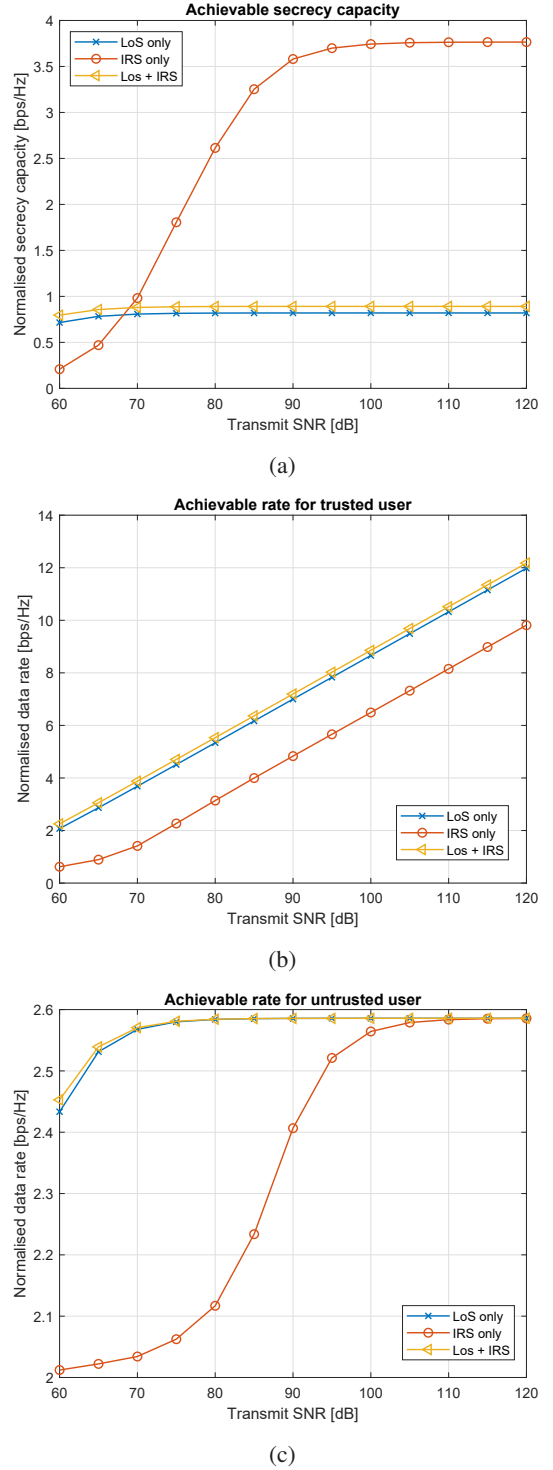 Achievable secrecy capacity
4
3.5
3
2.5
2
1.5
1
0.5
0
Normalised secrecy capacity [bps/Hz]
LoS only
IRS only
Los + IRS
60 70 80 90 100 110 120
Transmit SNR [dB]
(a)
Achievable rate for trusted user
14
12
10
8
6
4
2
0
Normalised data rate [bps/Hz]
LoS only
IRS only
Los + IRS
60 70 80 90 100 110 120
Transmit SNR [dB]
(b)
Achievable rate for untrusted user
2.6
2.5
2.4
2.3
2.2
2.1
2
Normalised data rate [bps/Hz]
LoS only
IRS only
Los + IRS
60 70 80 90 100 110 120
Transmit SNR [dB]
(c)